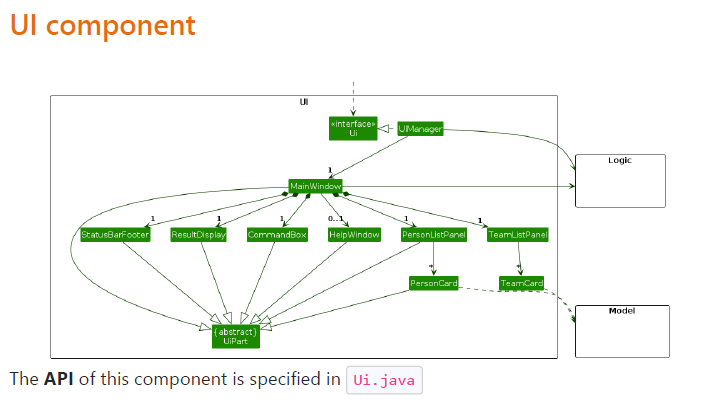 UI component
UI
«interface»
Ui
UiManager
Logic
1
MainWindow
1
1
1
0..1
1
1
StatusBarFooter
ResultDisplay
CommandBox
HelpWindow
PersonListPanel
TeamListPanel
*
*
PersonCard
TeamCard
Model
{abstract}
UiPart
The API of this component is specified in Ui.java